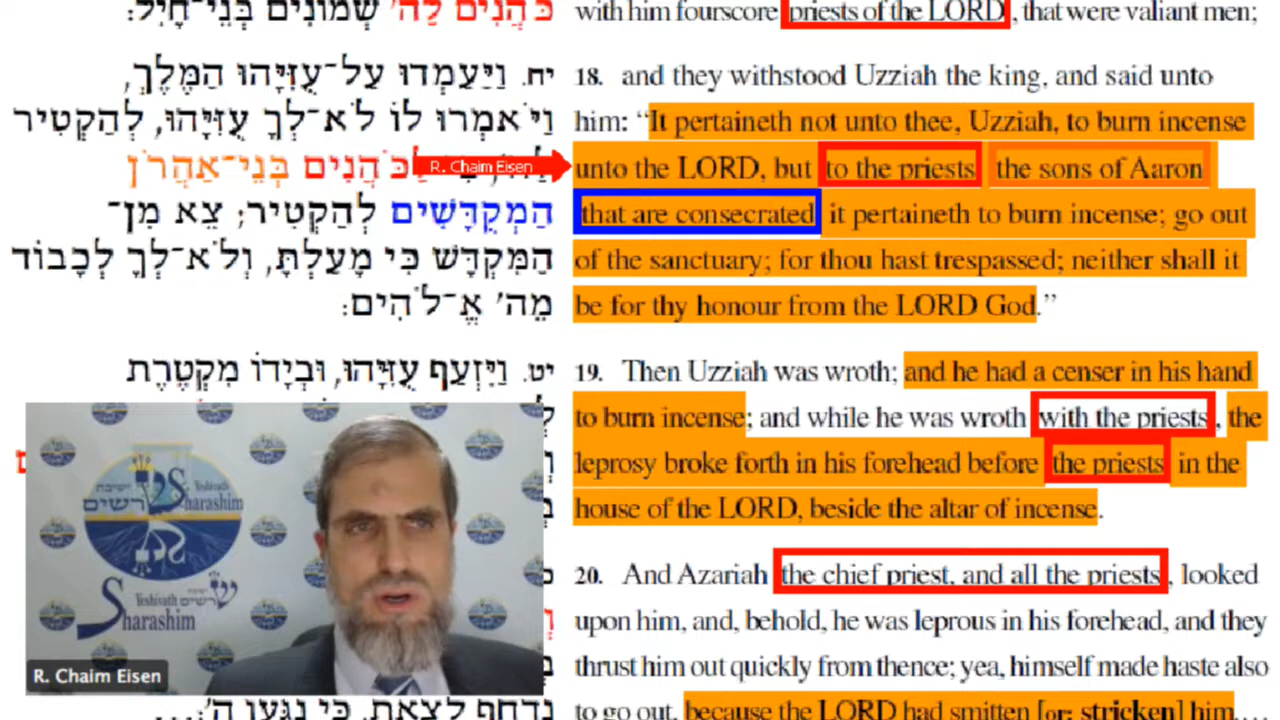 כֹּהֲנִים לַה' שְׁמוֹנִים בְּנֵי־חָיִל:
יח. וַיַּעַמְדוּ עַל־עֻזִּיָּהוּ הַמֶּלֶךְ,
וַיֹּאמְרוּ לוֹ לֹא־לְךָ עֻזִּיָּהוּ, לְהַקְטִיר
לַכֹּהֲנִים בְּנֵי־אַהֲרֹן
הַמְקֻדָּשִׁים לְהַקְטִיר; צֵא מִן־
הַמִּקְדָּשׁ כִּי מָעַלְתָּ, וְלֹא־לְךָ לְכָבוֹד
מֵה' אֱ־לֹהִים:
יט. וַיִּזְעַף עֻזִּיָּהוּ, וּבְיָדוֹ מִקְטֶרֶת
נִדְחַף לָצֵאת, כִּי נִגְּעוֹ ה':...
with him fourscore priests of the LORD, that were valiant men;
18. and they withstood Uzziah the king, and said unto
him: “It pertaineth not unto thee, Uzziah, to burn incense
unto the LORD, but to the priests the sons of Aaron
that are consecrated it pertaineth to burn incense; go out
of the sanctuary; for thou hast trespassed; neither shall it
be for thy honour from the LORD God.”
19. Then Uzziah was wroth; and he had a censer in his hand
to burn incense; and while he was wroth with the priests, the
leprosy broke forth in his forehead before the priests in the
house of the LORD, beside the altar of incense.
20. And Azariah the chief priest, and all the priests, looked
upon him, and, behold, he was leprous in his forehead, and they
thrust him out quickly from thence; yea, himself made haste also
to go out, because the LORD had smitten [or: stricken] him....
R. Chaim Eisen
ישיבת שרשים
Yeshivath Sharashim
Yeshivath ישיבת שרשים
Sharashim
R. Chaim Eisen